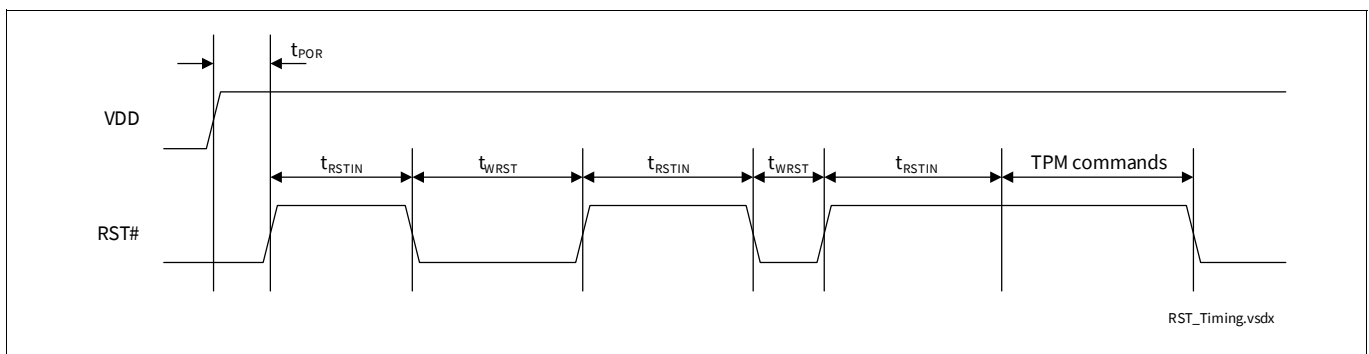 tPOR
VDD
tRSTIN tWRST tRSTIN tWRST tRSTIN TPM commands
RST#
RST_Timing.vsdx